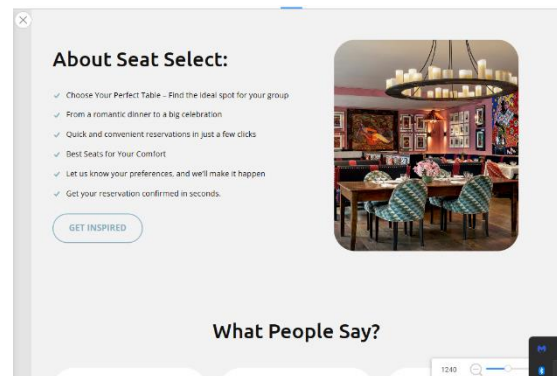 About Seat Select:
Choose Your Perfect Table – Find the ideal spot for your group
From a romantic dinner to a big celebration
Quick and convenient reservations in just a few clicks
Best Seats for Your Comfort
Let us know your preferences, and we'll make it happen
Get your reservation confirmed in seconds.
GET INSPIRED
What People Say?
1240